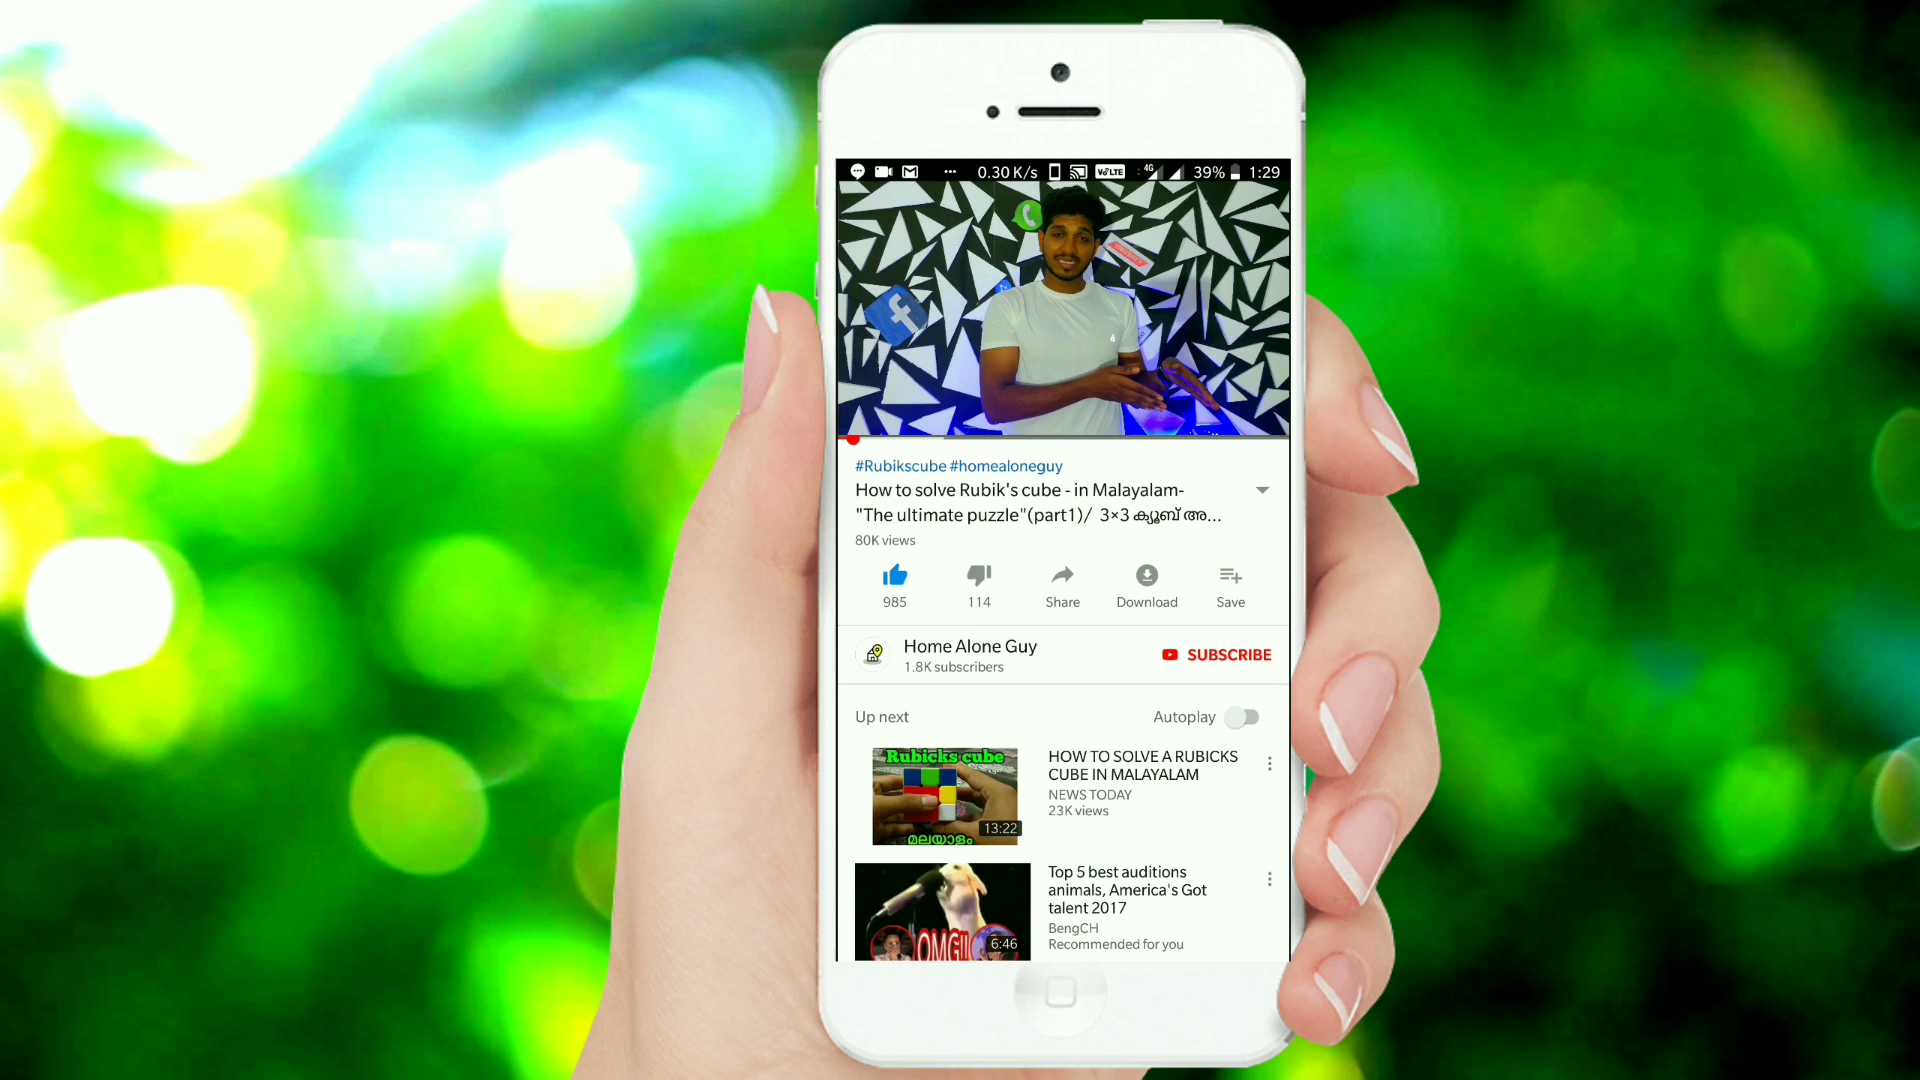 0.30 K/s VoLTE 4G 39% 1:29
#Rubikscube #homealoneguy
How to solve Rubik's cube - in Malayalam-
"The ultimate puzzle"(part1)/ 3×3 ക്യൂബ് അ...
80K views
985 114 Share Download Save
Home Alone Guy
1.8K subscribers
SUBSCRIBE
Up next Autoplay
Rubicks cube
മലയാളം
13:22
HOW TO SOLVE A RUBICKS
CUBE IN MALAYALAM
NEWS TODAY
23K views
OMG!!
6:46
Top 5 best auditions
animals, America's Got
talent 2017
BengCH
Recommended for you